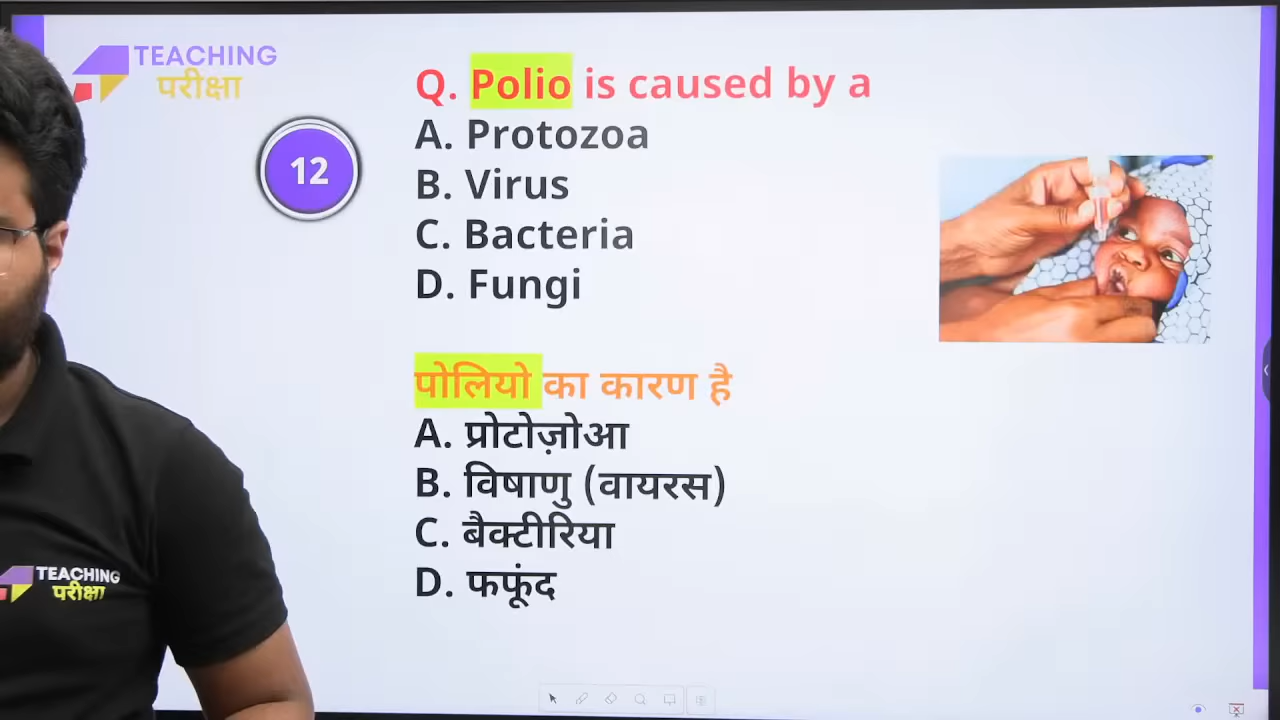 TEACHING
परीक्षा
12
Q. Polio is caused by a
A. Protozoa
B. Virus
C. Bacteria
D. Fungi
पोलियो का कारण है
A. प्रोटोज़ोआ
B. विषाणु (वायरस)
C. बैक्टीरिया
D. फफूंद
TEACHING
परीक्षा